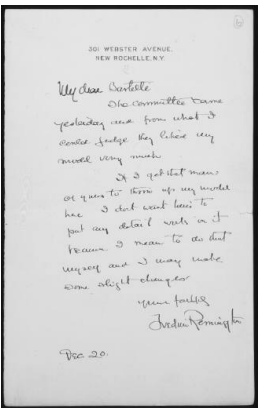 301 WEBSTER AVENUE.
NEW ROCHELLE, N.Y.
My dear Bartlett
The committee came
yesterday and from what I
could judge they liked my
model very much.
If I get that man
of yours to throw up my model
here I don't want him to
put any detail work in it
because I mean to do that
myself and I may make
some slight changes
Yours faithfully
Frederic Remington
Dec 20.